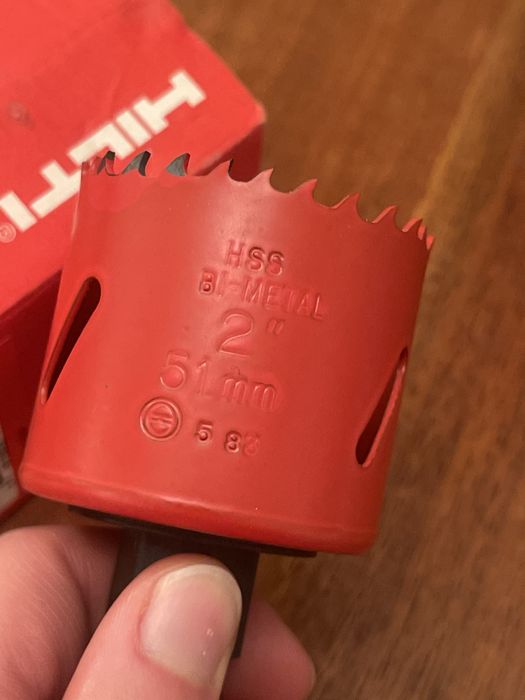 HILTI
HSS
BI-METAL
2"
51mm
5 83